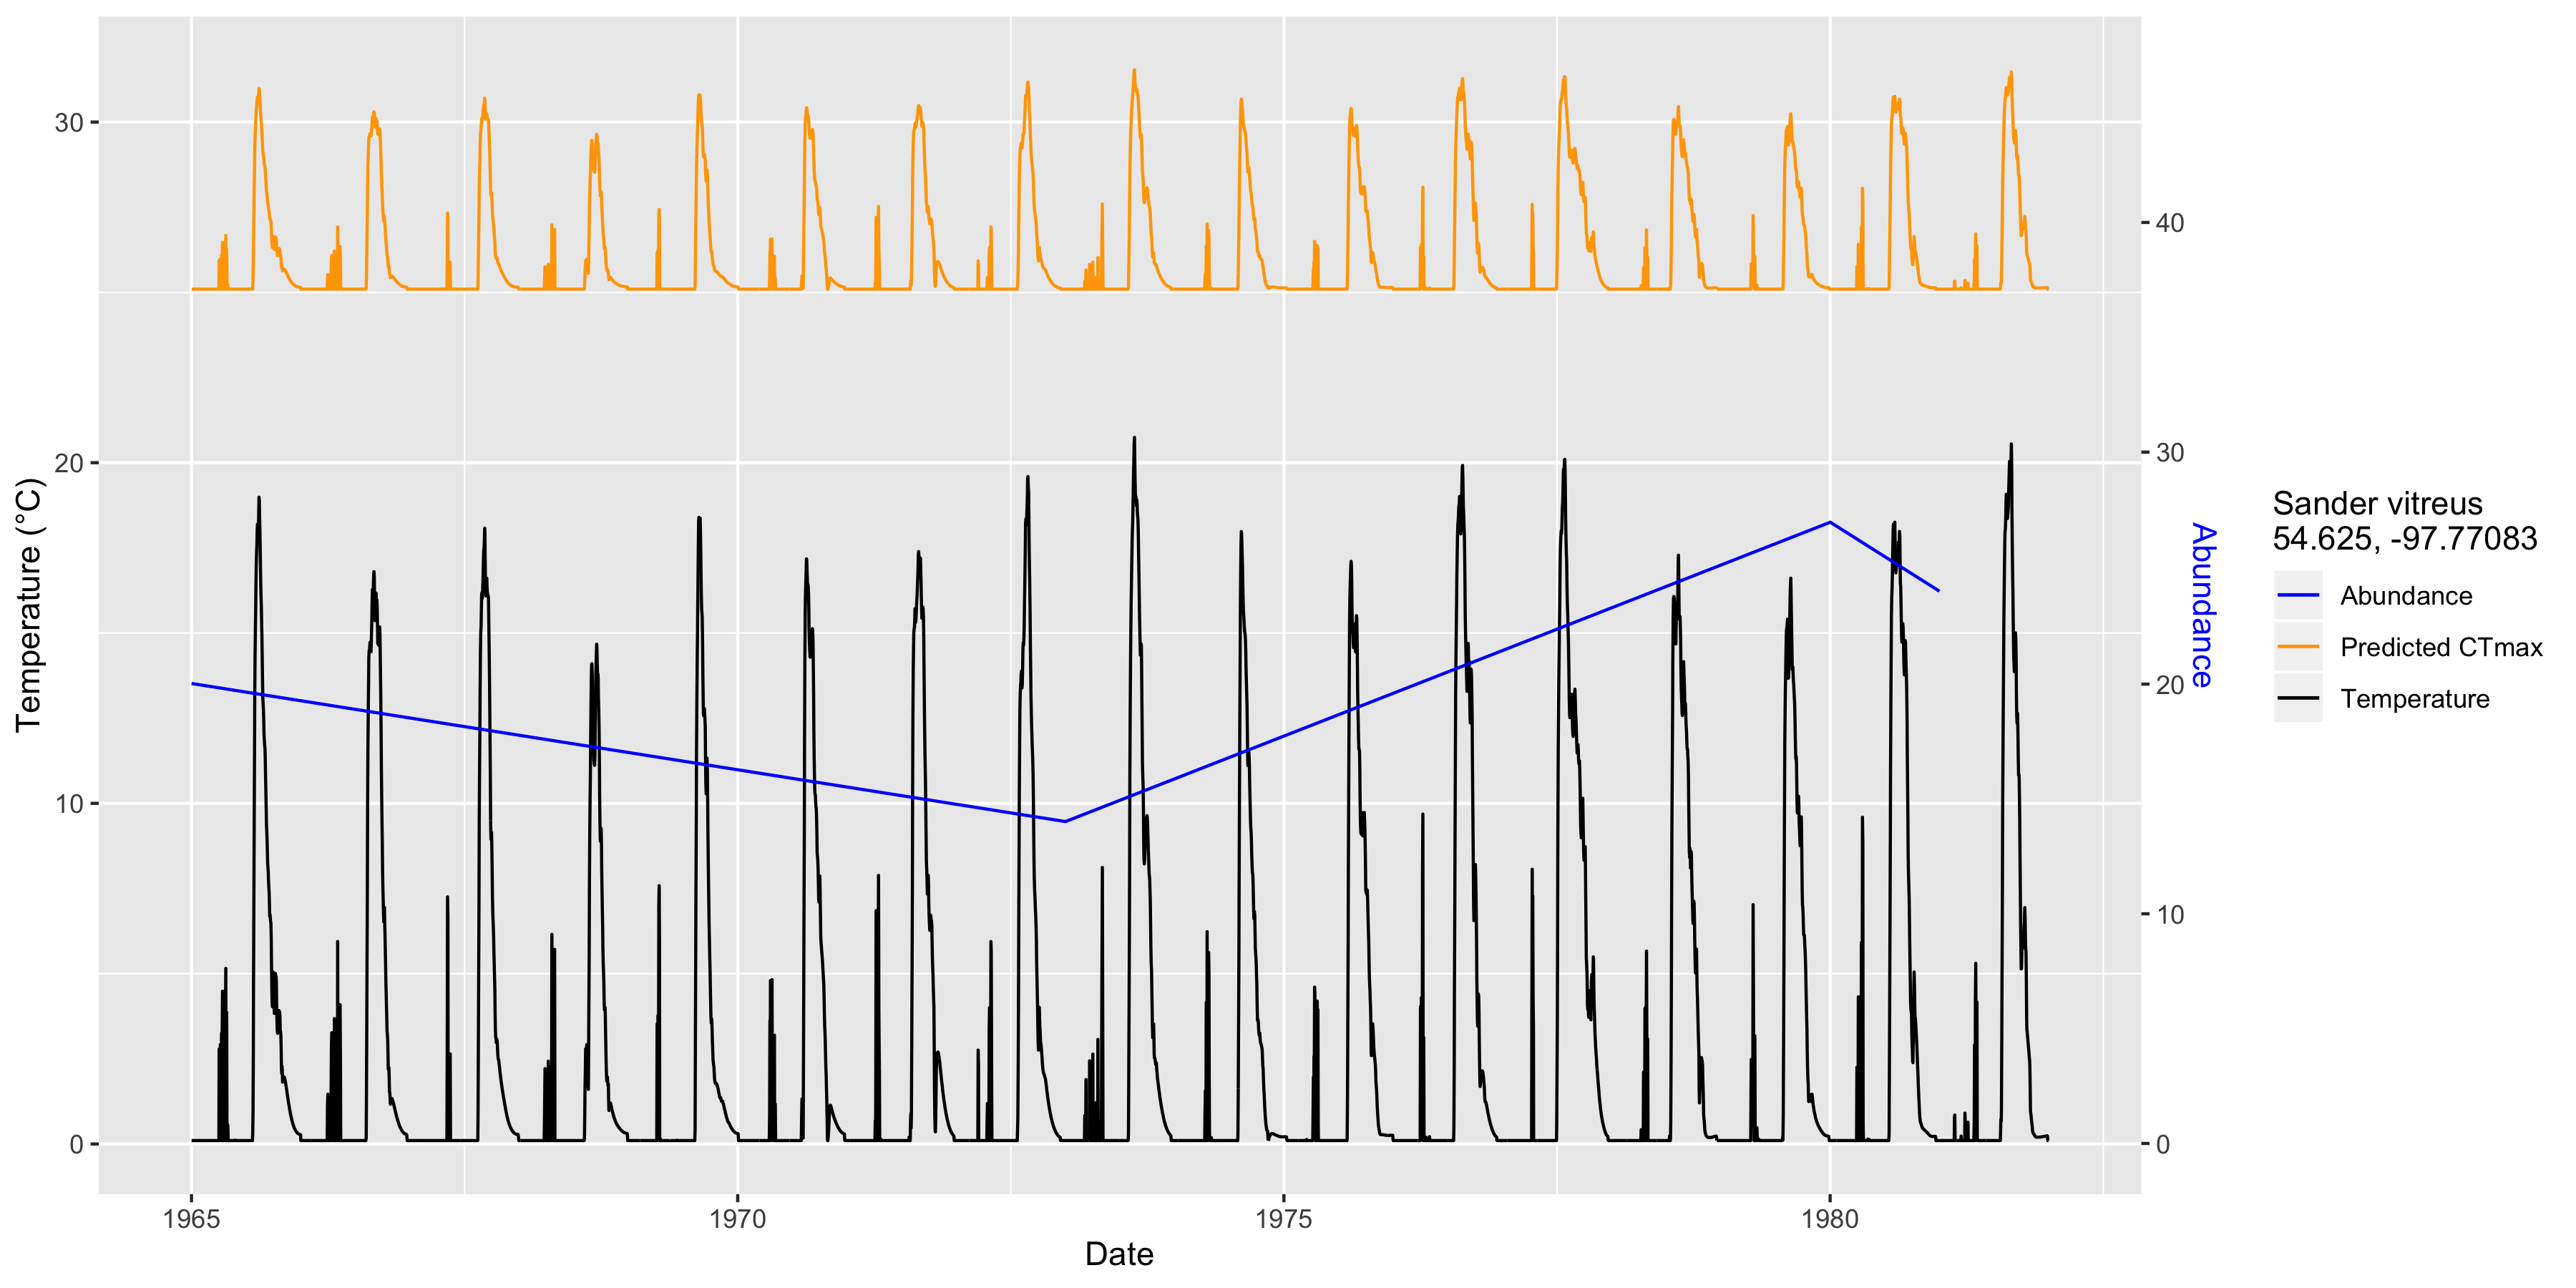 30
20
10
0
Temperature (°C)
1965
1970
1975
1980
Date
40
30
20
10
0
Abundance
Sander vitreus
54.625, -97.77083
Abundance
Predicted CTmax
Temperature